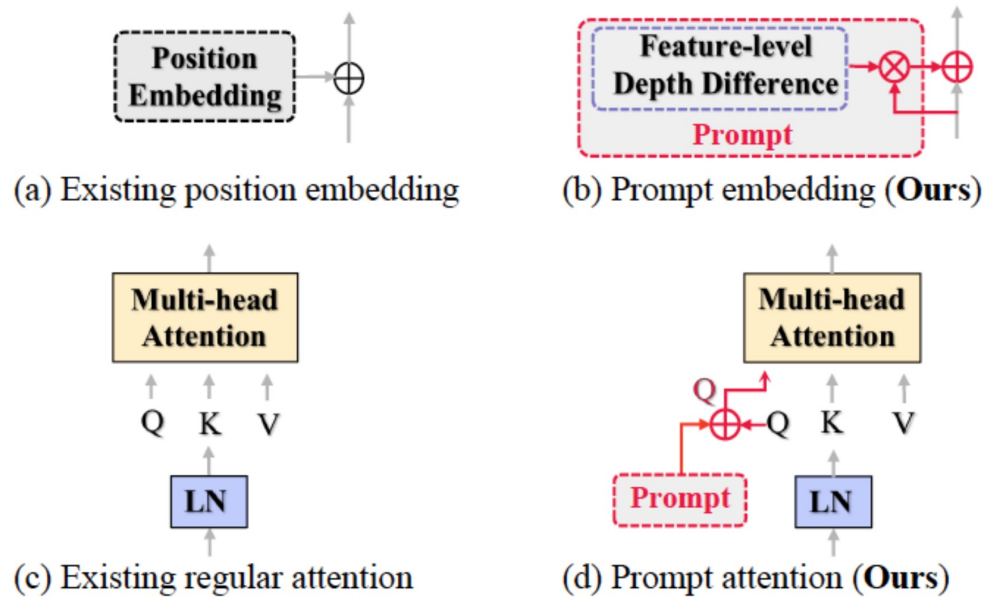 Position
Embedding
(a) Existing position embedding
Feature-level
Depth Difference
Prompt
(b) Prompt embedding (Ours)
Multi-head
Attention
Q K V
LN
(c) Existing regular attention
Multi-head
Attention
Q
Q K V
Prompt
LN
(d) Prompt attention (Ours)